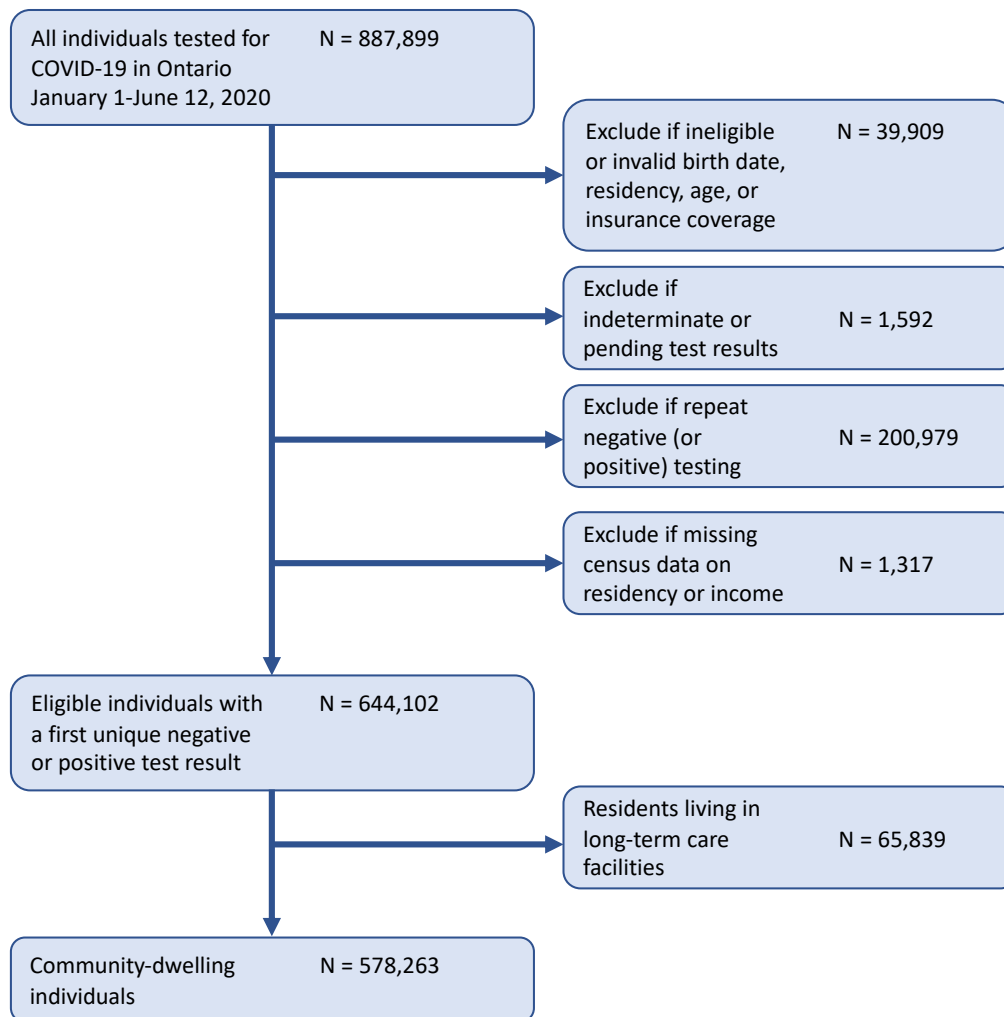 All individuals tested for N = 887,899
COVID-19 in Ontario
January 1-June 12, 2020
Exclude if ineligible N = 39,909
or invalid birth date,
residency, age, or
insurance coverage
Exclude if
indeterminate or N = 1,592
pending test results
Exclude if repeat
negative (or N = 200,979
positive) testing
Exclude if missing
census data on N = 1,317
residency or income
Eligible individuals with N = 644,102
a first unique negative
or positive test result
Residents living in
long-term care N = 65,839
facilities
Community-dwelling N = 578,263
individuals